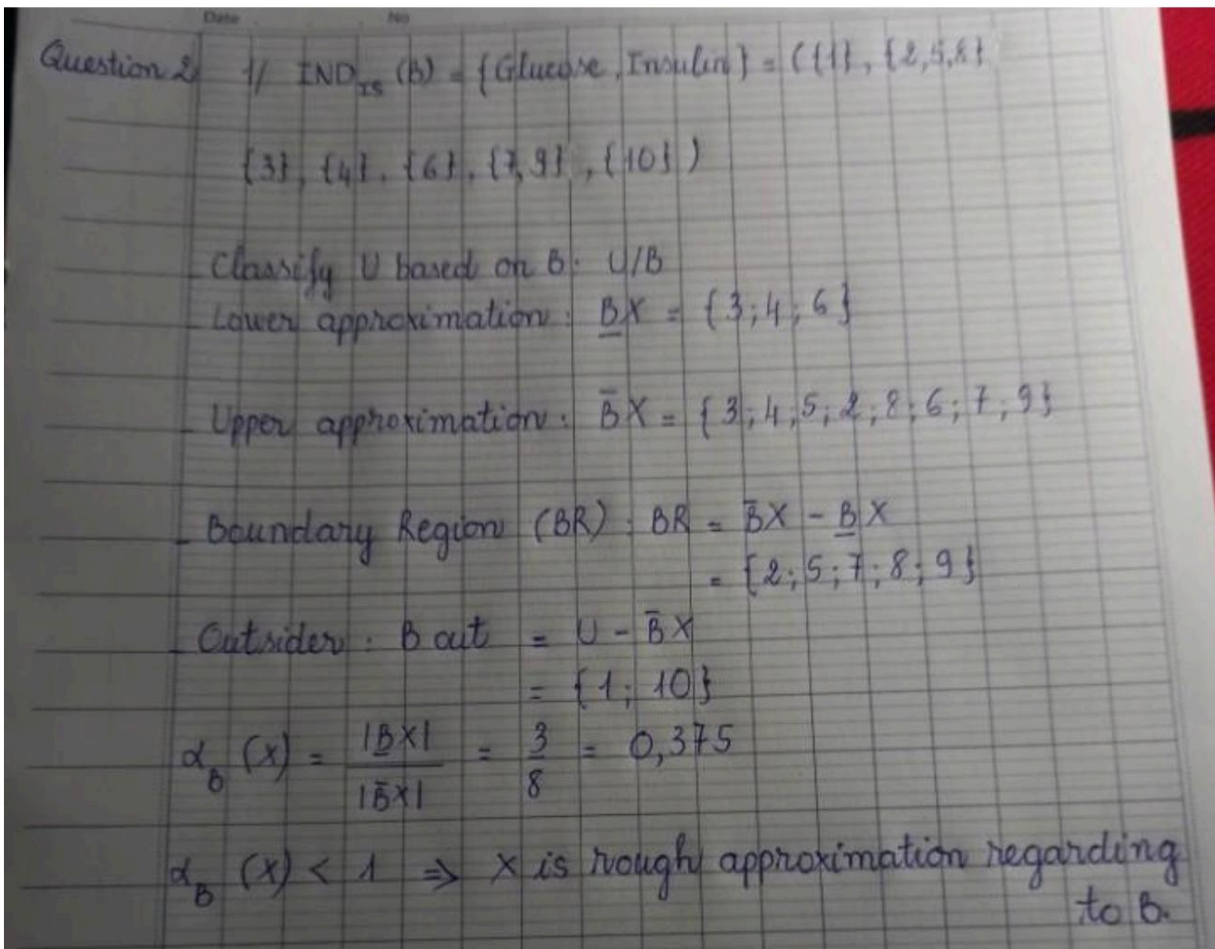 Date No
Question 2) 1/ IND_IS (B) = {Glucose, Insulin} = ({1}, {2,5,8}
{3}, {4}, {6}, {7,9}, {10})
Classify U based on B: U/B
- Lower approximation: B̲X = {3;4;6}
- Upper approximation: B̄X = {3;4;5;2;8;6;7;9}
- Boundary Region (BR): BR = B̄X - B̲X
= {2;5;7;8;9}
- Outsider: B out = U - B̄X
= {1; 10}
α_B (X) = |B̲X| / |B̄X| = 3/8 = 0,375
α_B (X) < 1 ⇒ X is rough approximation regarding
to B.